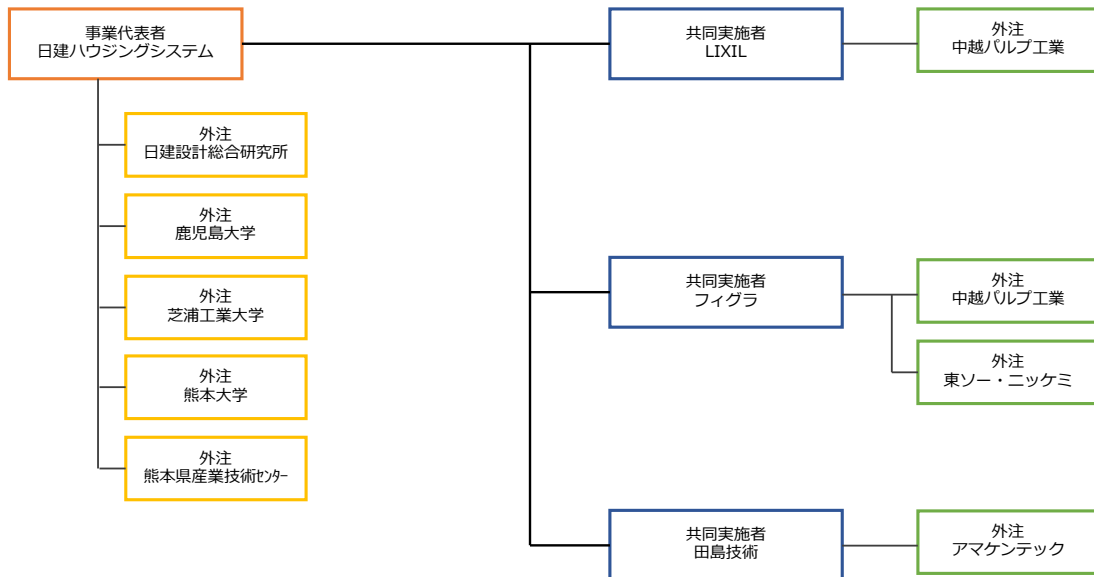 事業代表者
日建ハウジングシステム
外注
日建設計総合研究所
外注
鹿児島大学
外注
芝浦工業大学
外注
熊本大学
外注
熊本県産業技術ｾﾝﾀｰ
共同実施者
LIXIL
外注
中越パルプ工業
共同実施者
フィグラ
外注
中越パルプ工業
外注
東ソー・ニッケミ
共同実施者
田島技術
外注
アマケンテック